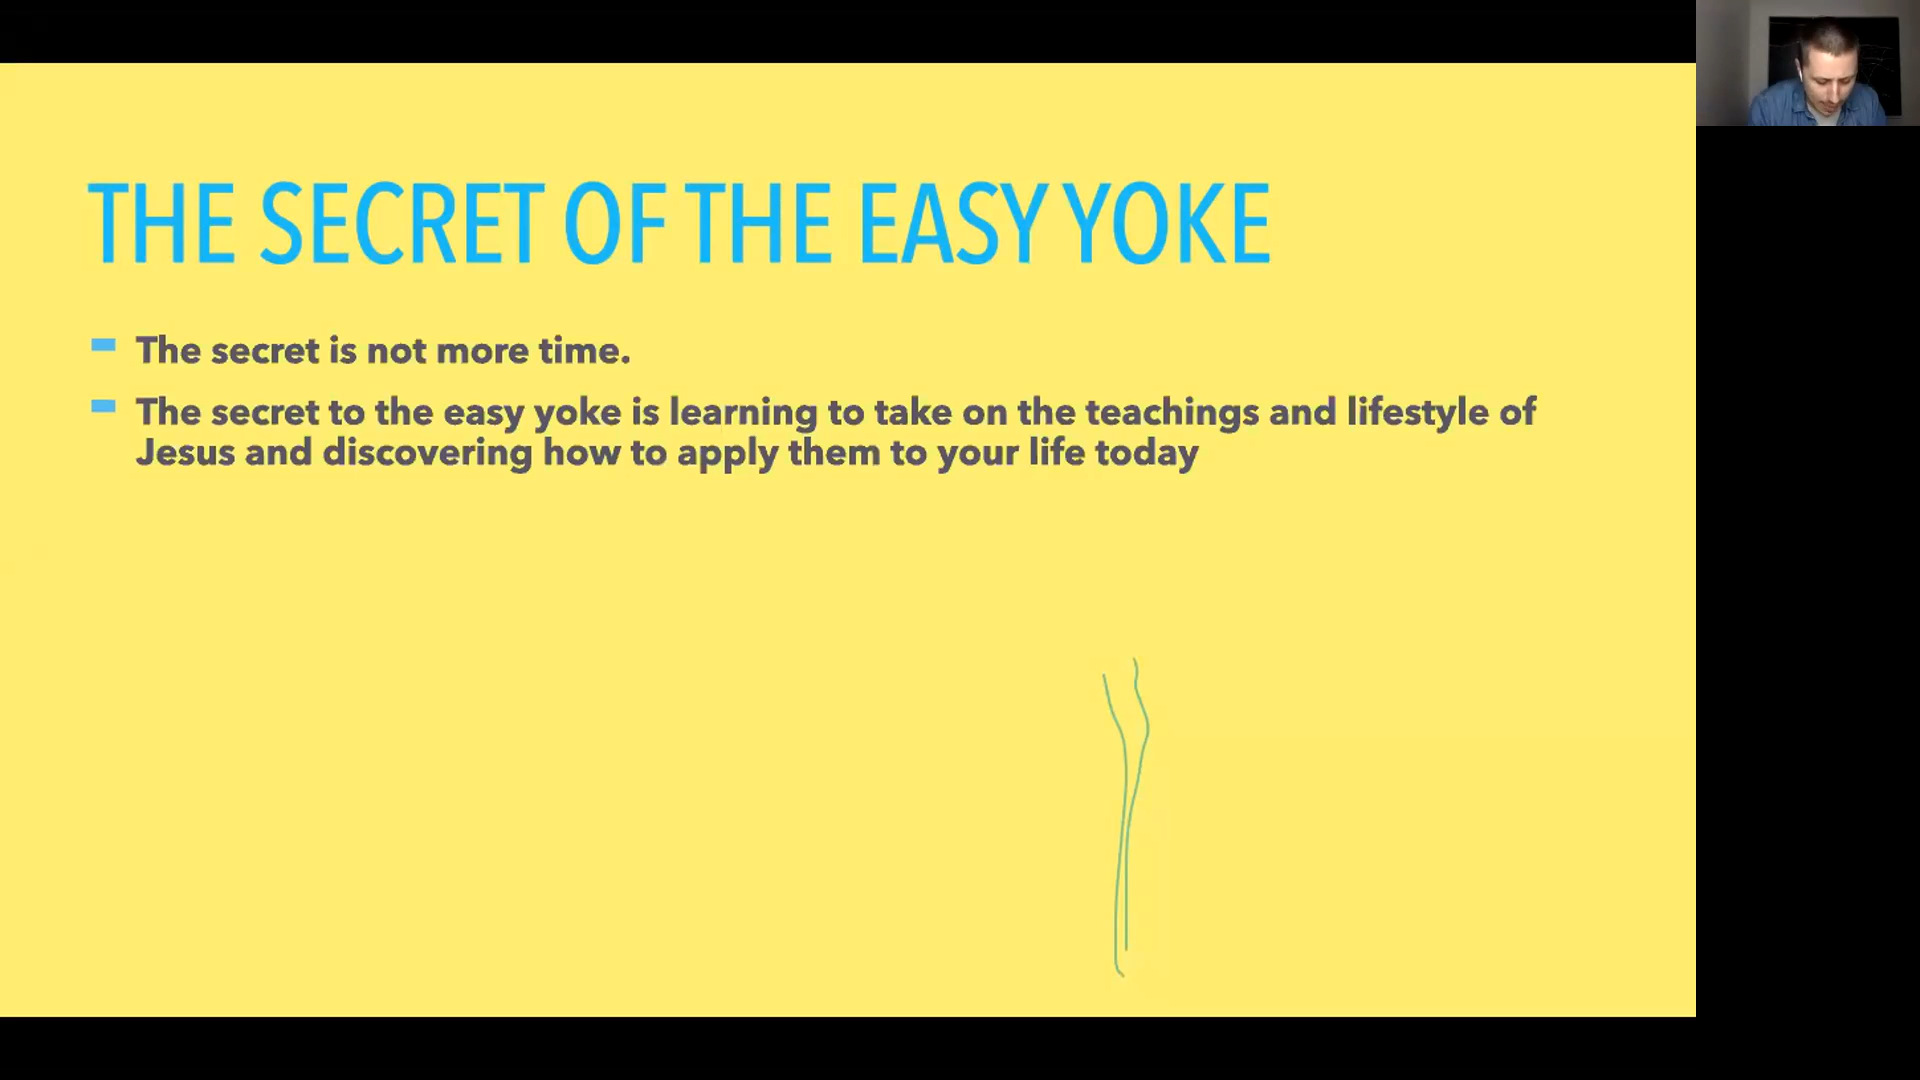 THE SECRET OF THE EASY YOKE
The secret is not more time.
The secret to the easy yoke is learning to take on the teachings and lifestyle of
Jesus and discovering how to apply them to your life today